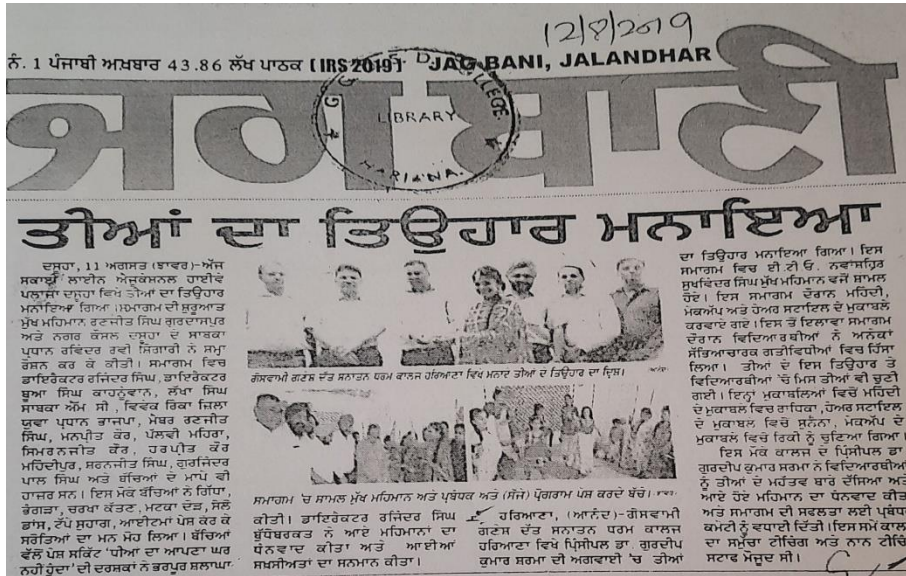 12/8/2019
ਨੰ. 1 ਪੰਜਾਬੀ ਅਖ਼ਬਾਰ 43.86 ਲੱਖ ਪਾਠਕ [IRS 2019] JAG BANI, JALANDHAR
ਜਗ ਬਾਣੀ
LIBRARY
HARIANA
ਤੀਆਂ ਦਾ ਤਿਉਹਾਰ ਮਨਾਇਆ
ਦਸੂਹਾ, 11 ਅਗਸਤ (ਝਾਵਰ)-ਅੱਜ
ਸਕਾਈ ਲਾਈਨ ਐਜੂਕੇਸ਼ਨਲ ਹਾਈਵੇ
ਪਲਾਜ਼ਾ ਦਸੂਹਾ ਵਿਖੇ ਤੀਆਂ ਦਾ ਤਿਉਹਾਰ
ਮਨਾਇਆ ਗਿਆ। ਸਮਾਗਮ ਦੀ ਸ਼ੁਰੂਆਤ
ਮੁੱਖ ਮਹਿਮਾਨ ਰਣਜੀਤ ਸਿੰਘ ਗੁਰਦਾਸਪੁਰ
ਅਤੇ ਨਗਰ ਕੌਂਸਲ ਦਸੂਹਾ ਦੇ ਸਾਬਕਾ
ਪ੍ਰਧਾਨ ਰਵਿੰਦਰ ਰਵੀ ਸ਼ਿੰਗਾਰੀ ਨੇ ਸ਼ਮ੍ਹਾ
ਰੌਸ਼ਨ ਕਰ ਕੇ ਕੀਤੀ। ਸਮਾਗਮ ਵਿਚ
ਡਾਇਰੈਕਟਰ ਰਜਿੰਦਰ ਸਿੰਘ, ਡਾਇਰੈਕਟਰ
ਬੂਆ ਸਿੰਘ ਕਾਹਨੂੰਵਾਨ, ਲੱਖਾ ਸਿੰਘ
ਸਾਬਕਾ ਐੱਮ ਸੀ, ਵਿਵੇਕ ਰਿਕਾ ਜ਼ਿਲਾ
ਯੁਵਾ ਪ੍ਰਧਾਨ ਭਾਜਪਾ, ਮੈਂਬਰ ਰਣਜੀਤ
ਸਿੰਘ, ਮਨਪ੍ਰੀਤ ਕੌਰ, ਪੱਲਵੀ ਮਹਿਰਾ,
ਸਿਮਰਨਜੀਤ ਕੌਰ, ਹਰਪ੍ਰੀਤ ਕੌਰ
ਮਹਿੰਦੀਪੁਰ, ਸ਼ਰਨਜੀਤ ਸਿੰਘ, ਗੁਰਜਿੰਦਰ
ਪਾਲ ਸਿੰਘ ਅਤੇ ਬੱਚਿਆਂ ਦੇ ਮਾਪੇ ਵੀ
ਹਾਜ਼ਰ ਸਨ। ਇਸ ਮੌਕੇ ਬੱਚਿਆਂ ਨੇ ਗਿੱਧਾ,
ਭੰਗੜਾ, ਚਰਖਾ ਕੱਤਣ, ਮਟਕਾ ਦੌੜ, ਸੋਲੋ
ਡਾਂਸ, ਟੱਪੇ ਸੁਹਾਗ, ਆਈਟਮਾਂ ਪੇਸ਼ ਕਰ ਕੇ
ਸਰੋਤਿਆਂ ਦਾ ਮਨ ਮੋਹ ਲਿਆ। ਬੱਚਿਆਂ
ਵੱਲੋਂ ਪੇਸ਼ ਸਕਿੱਟ 'ਧੀਆਂ ਦਾ ਆਪਣਾ ਘਰ
ਨਹੀਂ ਹੁੰਦਾ' ਦੀ ਦਰਸ਼ਕਾਂ ਨੇ ਭਰਪੂਰ ਸ਼ਲਾਘਾ
ਗੋਸਵਾਮੀ ਗਣੇਸ਼ ਦੱਤ ਸਨਾਤਨ ਧਰਮ ਕਾਲਜ ਹਰਿਆਣਾ ਵਿਖੇ ਮਨਾਏ ਤੀਆਂ ਦੇ ਤਿਉਹਾਰ ਦਾ ਦ੍ਰਿਸ਼।
ਸਮਾਗਮ 'ਚ ਸ਼ਾਮਲ ਮੁੱਖ ਮਹਿਮਾਨ ਅਤੇ ਪ੍ਰਬੰਧਕ ਅਤੇ (ਸੱਜੇ) ਪ੍ਰੋਗਰਾਮ ਪੇਸ਼ ਕਰਦੇ ਬੱਚੇ।
ਕੀਤੀ। ਡਾਇਰੈਕਟਰ ਰਜਿੰਦਰ ਸਿੰਘ
ਬੁੱਧੋਬਰਕਤ ਨੇ ਆਏ ਮਹਿਮਾਨਾਂ ਦਾ
ਧੰਨਵਾਦ ਕੀਤਾ ਅਤੇ ਆਈਆਂ
ਸ਼ਖ਼ਸੀਅਤਾਂ ਦਾ ਸਨਮਾਨ ਕੀਤਾ।
ਹਰਿਆਣਾ, (ਆਨੰਦ)-ਗੋਸਵਾਮੀ
ਗਣੇਸ਼ ਦੱਤ ਸਨਾਤਨ ਧਰਮ ਕਾਲਜ
ਹਰਿਆਣਾ ਵਿਖੇ ਪ੍ਰਿੰਸੀਪਲ ਡਾ. ਗੁਰਦੀਪ
ਕੁਮਾਰ ਸ਼ਰਮਾ ਦੀ ਅਗਵਾਈ 'ਚ ਤੀਆਂ
ਦਾ ਤਿਉਹਾਰ ਮਨਾਇਆ ਗਿਆ। ਇਸ
ਸਮਾਗਮ ਵਿਚ ਈ.ਟੀ.ਓ. ਨਵਾਂਸ਼ਹਿਰ
ਸੁਖਵਿੰਦਰ ਸਿੰਘ ਮੁੱਖ ਮਹਿਮਾਨ ਵਜੋਂ ਸ਼ਾਮਲ
ਹੋਏ। ਇਸ ਸਮਾਗਮ ਦੌਰਾਨ ਮਹਿੰਦੀ,
ਮੇਕਅੱਪ ਅਤੇ ਹੇਅਰ ਸਟਾਇਲ ਦੇ ਮੁਕਾਬਲੇ
ਕਰਵਾਏ ਗਏ। ਇਸ ਤੋਂ ਇਲਾਵਾ ਸਮਾਗਮ
ਦੌਰਾਨ ਵਿਦਿਆਰਥੀਆਂ ਨੇ ਅਨੇਕਾਂ
ਸੱਭਿਆਚਾਰਕ ਗਤੀਵਿਧੀਆਂ ਵਿਚ ਹਿੱਸਾ
ਲਿਆ। ਤੀਆਂ ਦੇ ਇਸ ਤਿਉਹਾਰ ਤੇ
ਵਿਦਿਆਰਥੀਆਂ 'ਚੋਂ ਮਿਸ ਤੀਆਂ ਵੀ ਚੁਣੀ
ਗਈ। ਇਨ੍ਹਾਂ ਮੁਕਾਬਲਿਆਂ ਵਿਚੋਂ ਮਹਿੰਦੀ
ਦੇ ਮੁਕਾਬਲੇ ਵਿਚ ਰਾਧਿਕਾ, ਹੇਅਰ ਸਟਾਇਲ
ਦੇ ਮੁਕਾਬਲੇ ਵਿਚੋਂ ਸੁਨੈਨਾ, ਮੇਕਅੱਪ ਦੇ
ਮੁਕਾਬਲੇ ਵਿਚੋਂ ਰਿਕੀ ਨੂੰ ਚੁਣਿਆ ਗਿਆ।
ਇਸ ਮੌਕੇ ਕਾਲਜ ਦੇ ਪ੍ਰਿੰਸੀਪਲ ਡਾ
ਗੁਰਦੀਪ ਕੁਮਾਰ ਸ਼ਰਮਾ ਨੇ ਵਿਦਿਆਰਥੀਆਂ
ਨੂੰ ਤੀਆਂ ਦੇ ਮਹੱਤਵ ਬਾਰੇ ਦੱਸਿਆ ਅਤੇ
ਆਏ ਹੋਏ ਮਹਿਮਾਨ ਦਾ ਧੰਨਵਾਦ ਕੀਤਾ
ਅਤੇ ਸਮਾਗਮ ਦੀ ਸਫਲਤਾ ਲਈ ਪ੍ਰਬੰਧ
ਕਮੇਟੀ ਨੂੰ ਵਧਾਈ ਦਿੱਤੀ। ਇਸ ਸਮੇਂ ਕਾਲਜ
ਦਾ ਸਮੁੱਚਾ ਟੀਚਿੰਗ ਅਤੇ ਨਾਨ ਟੀਚਿੰਗ
ਸਟਾਫ ਮੌਜੂਦ ਸੀ।